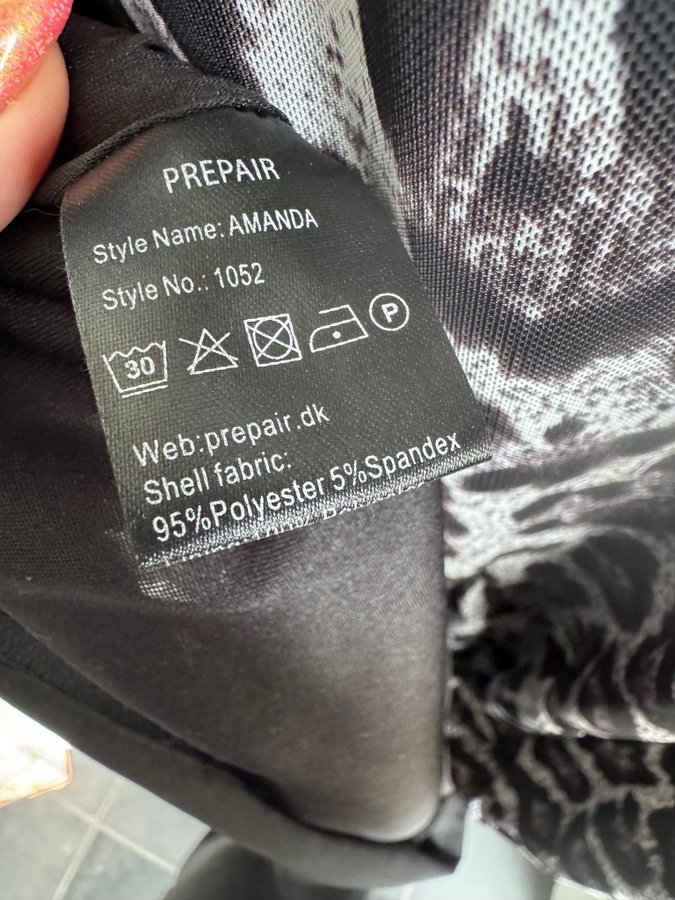 PREPAIR
Style Name: AMANDA
Style No.: 1052
30 P
Web:prepair.dk
Shell fabric:
95%Polyester 5%Spandex